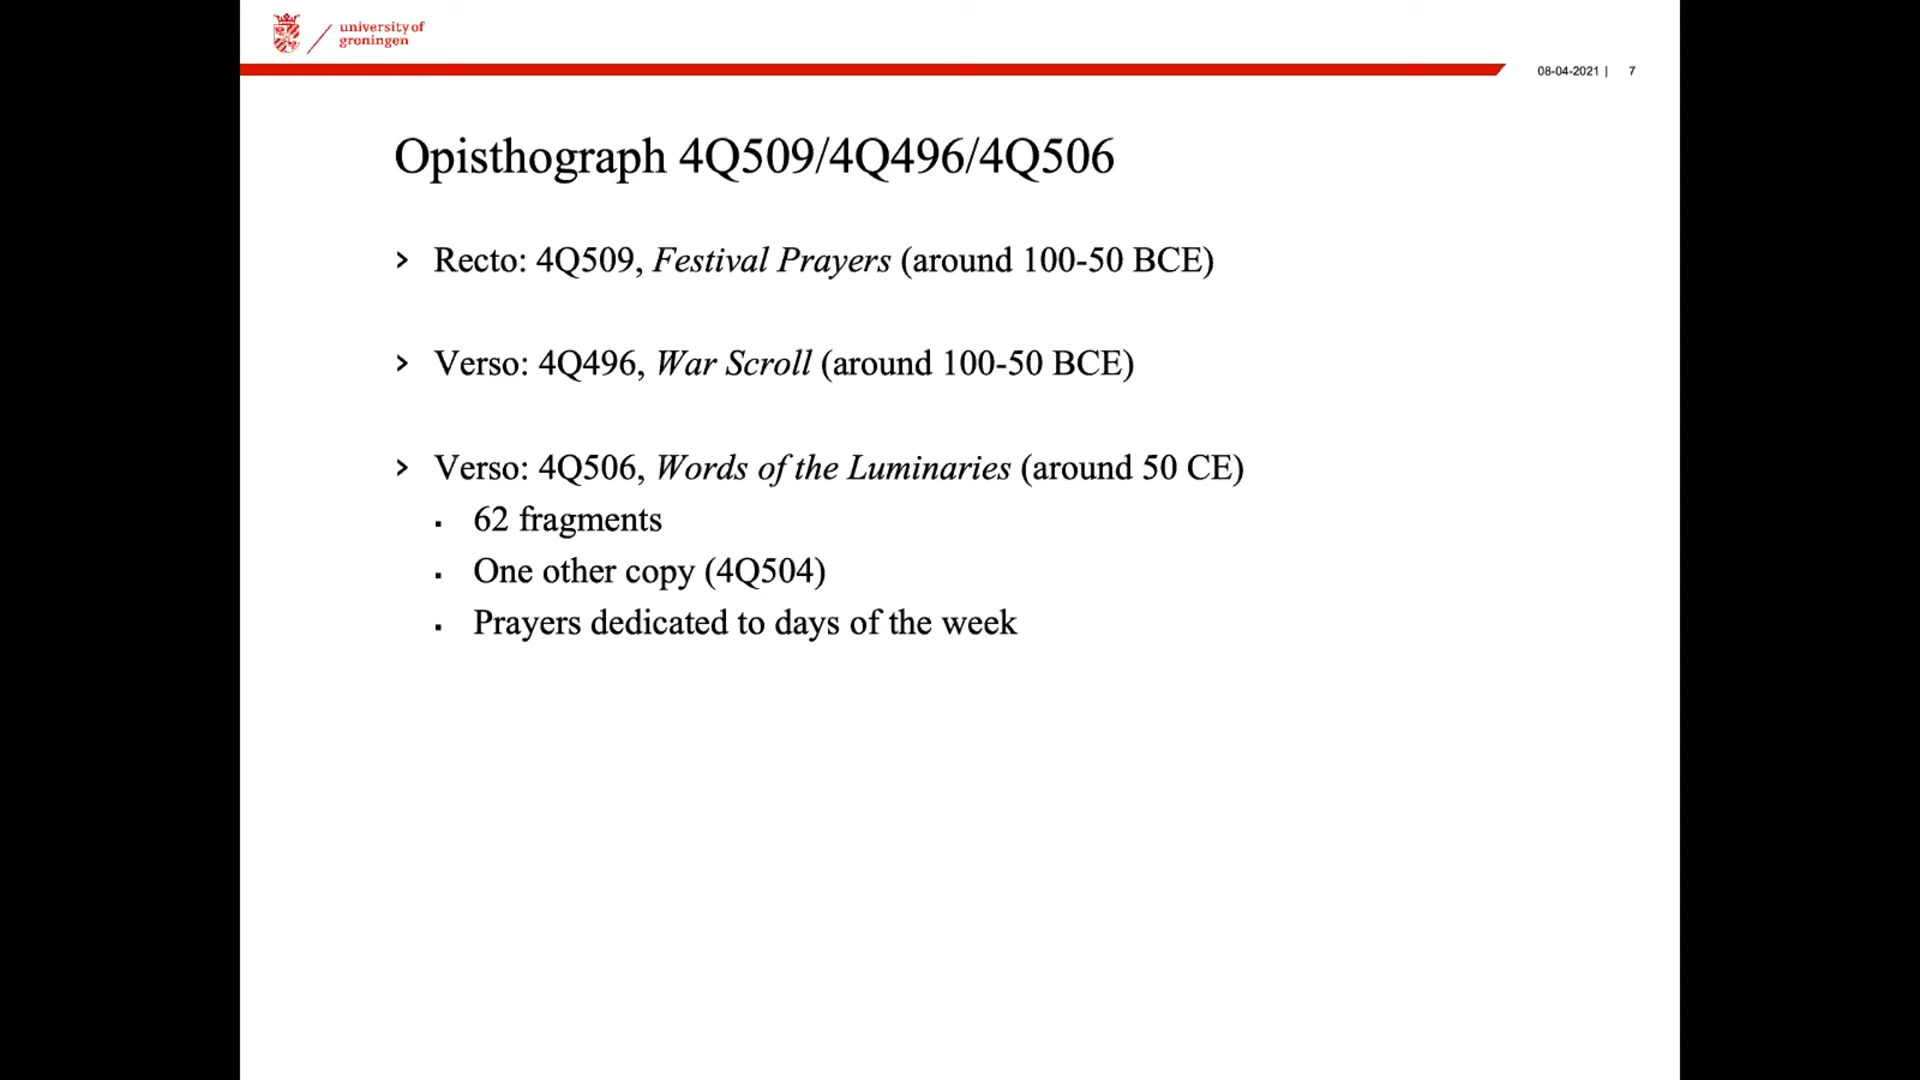 university of
groningen
08-04-2021 | 7
Opisthograph 4Q509/4Q496/4Q506
› Recto: 4Q509, Festival Prayers (around 100-50 BCE)
› Verso: 4Q496, War Scroll (around 100-50 BCE)
› Verso: 4Q506, Words of the Luminaries (around 50 CE)
▪ 62 fragments
▪ One other copy (4Q504)
▪ Prayers dedicated to days of the week